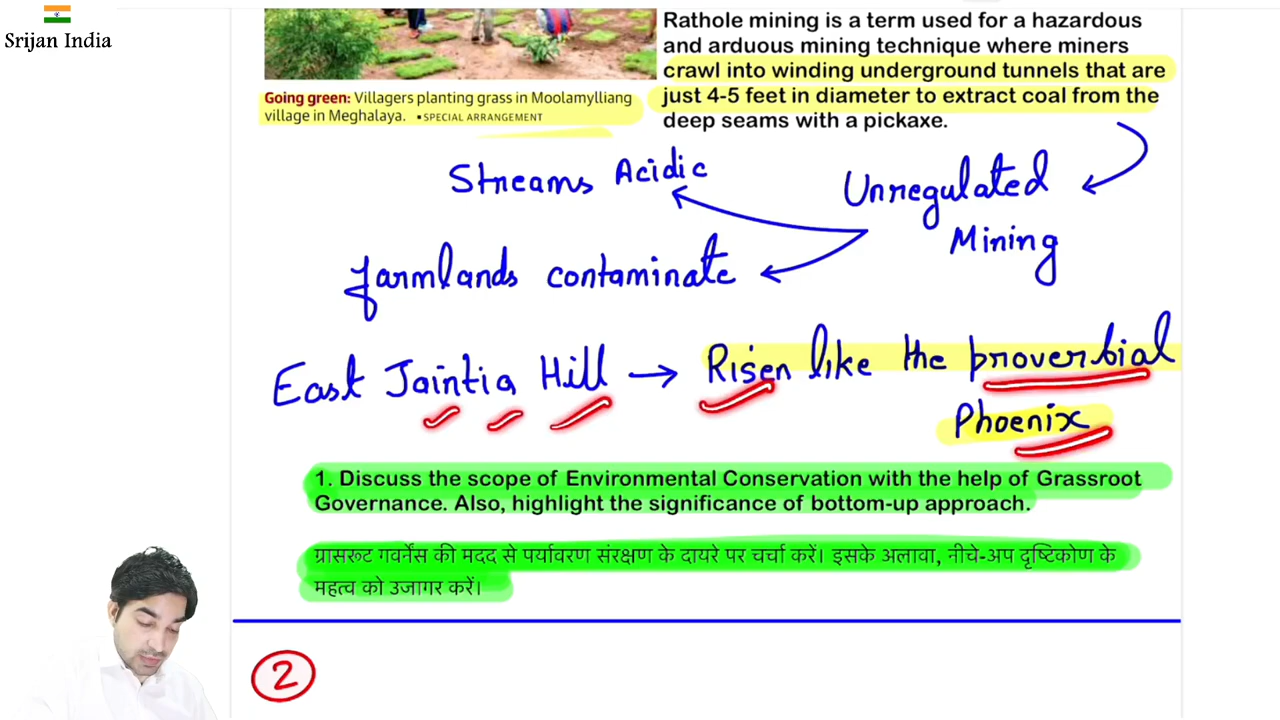 Srijan India
Rathole mining is a term used for a hazardous
and arduous mining technique where miners
crawl into winding underground tunnels that are
just 4-5 feet in diameter to extract coal from the
deep seams with a pickaxe.
Going green: Villagers planting grass in Moolamylliang
village in Meghalaya. ▪SPECIAL ARRANGEMENT
Streams Acidic
Unregulated
Mining
farmlands contaminate
East Jaintia Hill → Risen like the proverbial
Phoenix
1. Discuss the scope of Environmental Conservation with the help of Grassroot
Governance. Also, highlight the significance of bottom-up approach.
ग्रासरूट गवर्नेंस की मदद से पर्यावरण संरक्षण के दायरे पर चर्चा करें। इसके अलावा, नीचे-अप दृष्टिकोण के
महत्व को उजागर करें।
2